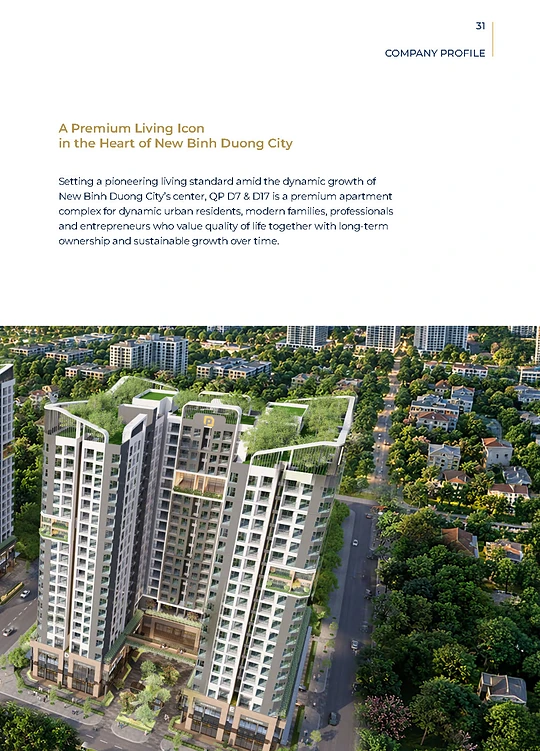 31
COMPANY PROFILE
A Premium Living Icon
in the Heart of New Binh Duong City
Setting a pioneering living standard amid the dynamic growth of
New Binh Duong City's center, QP D7 & D17 is a premium apartment
complex for dynamic urban residents, modern families, professionals
and entrepreneurs who value quality of life together with long-term
ownership and sustainable growth over time.